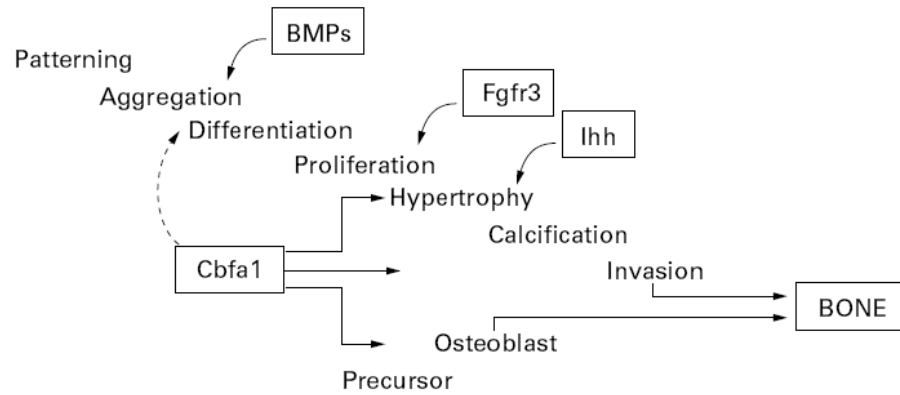 BMPs
Patterning
Aggregation
Fgfr3
Differentiation
Ihh
Proliferation
Hypertrophy
Calcification
Cbfa1
Invasion
BONE
Osteoblast
Precursor